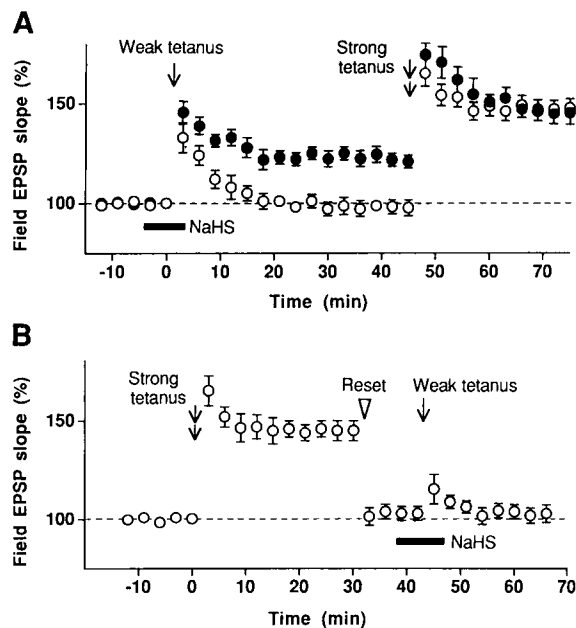 A
Weak tetanus
Strong
tetanus
Field EPSP slope (%)
150
100
NaHS
-10 0 10 20 30 40 50 60 70
Time (min)
B
Strong
tetanus
Reset
Weak tetanus
Field EPSP slope (%)
150
100
NaHS
-10 0 10 20 30 40 50 60 70
Time (min)